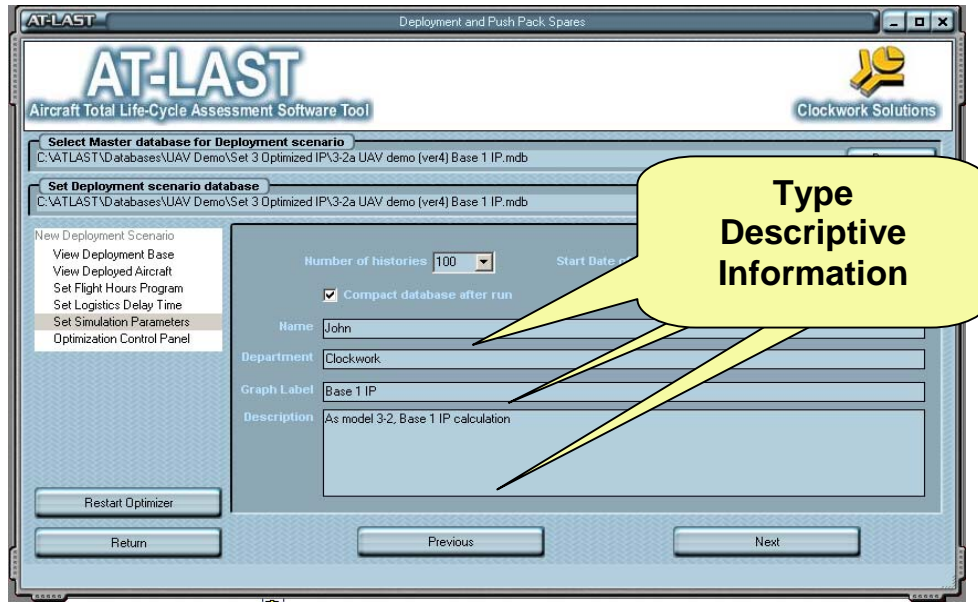 AT-LAST
Deployment and Push Pack Spares
AT-LAST
Aircraft Total Life-Cycle Assessment Software Tool
Clockwork Solutions
Select Master database for Deployment scenario
C:\ATLAST\Databases\UAV Demo\Set 3 Optimized IP\3-2a UAV demo (ver4) Base 1 IP.mdb
Set Deployment scenario database
C:\ATLAST\Databases\UAV Demo\Set 3 Optimized IP\3-2a UAV demo (ver4) Base 1 IP.mdb
Type
Descriptive
Information
New Deployment Scenario
View Deployment Base
View Deployed Aircraft
Set Flight Hours Program
Set Logistics Delay Time
Set Simulation Parameters
Optimization Control Panel
Number of histories 100 Start Date of
Compact database after run
Name John
Department Clockwork
Graph Label Base 1 IP
Description As model 3-2, Base 1 IP calculation
Restart Optimizer
Return
Previous
Next